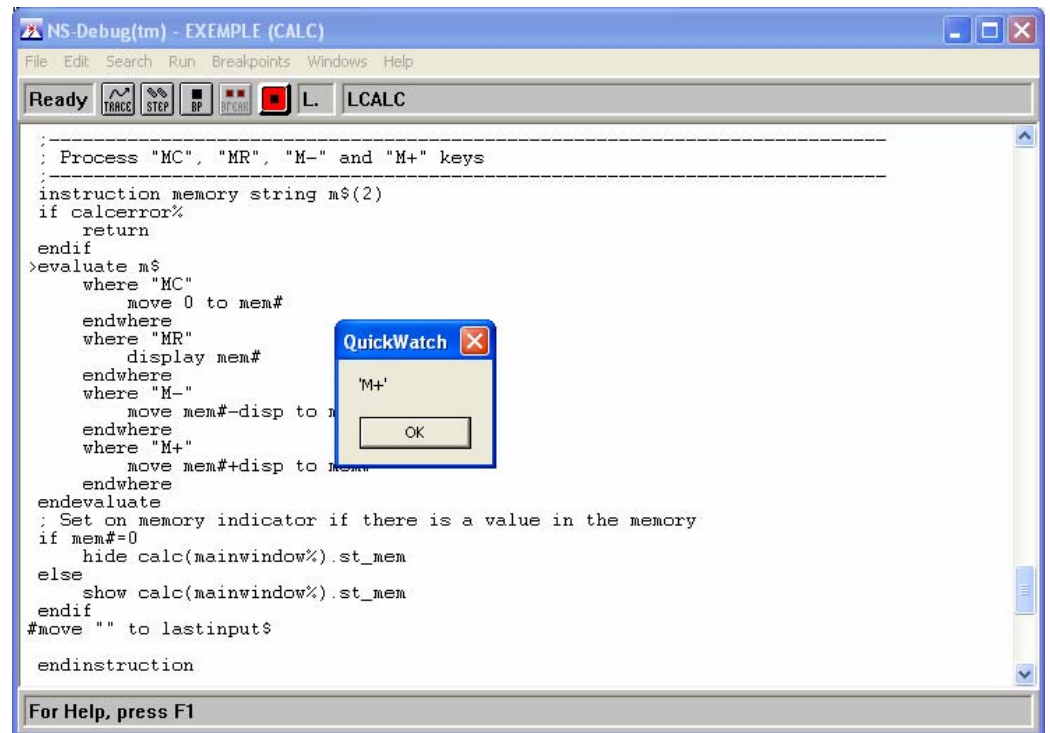 NS-Debug(tm) - EXEMPLE (CALC)
File Edit Search Run Breakpoints Windows Help
Ready TRACE STEP BP BREAK L. LCALC
;------------------------------------------------------------------------------
; Process "MC", "MR", "M-" and "M+" keys
;------------------------------------------------------------------------------
instruction memory string m$(2)
if calcerror%
return
endif
>evaluate m$
where "MC"
move 0 to mem#
endwhere
where "MR"
display mem#
endwhere
where "M-"
move mem#-disp to
endwhere
where "M+"
move mem#+disp to mem#
endwhere
endevaluate
; Set on memory indicator if there is a value in the memory
if mem#=0
hide calc(mainwindow%).st_mem
else
show calc(mainwindow%).st_mem
endif
#move "" to lastinput$
endinstruction
QuickWatch
'M+'
OK
For Help, press F1